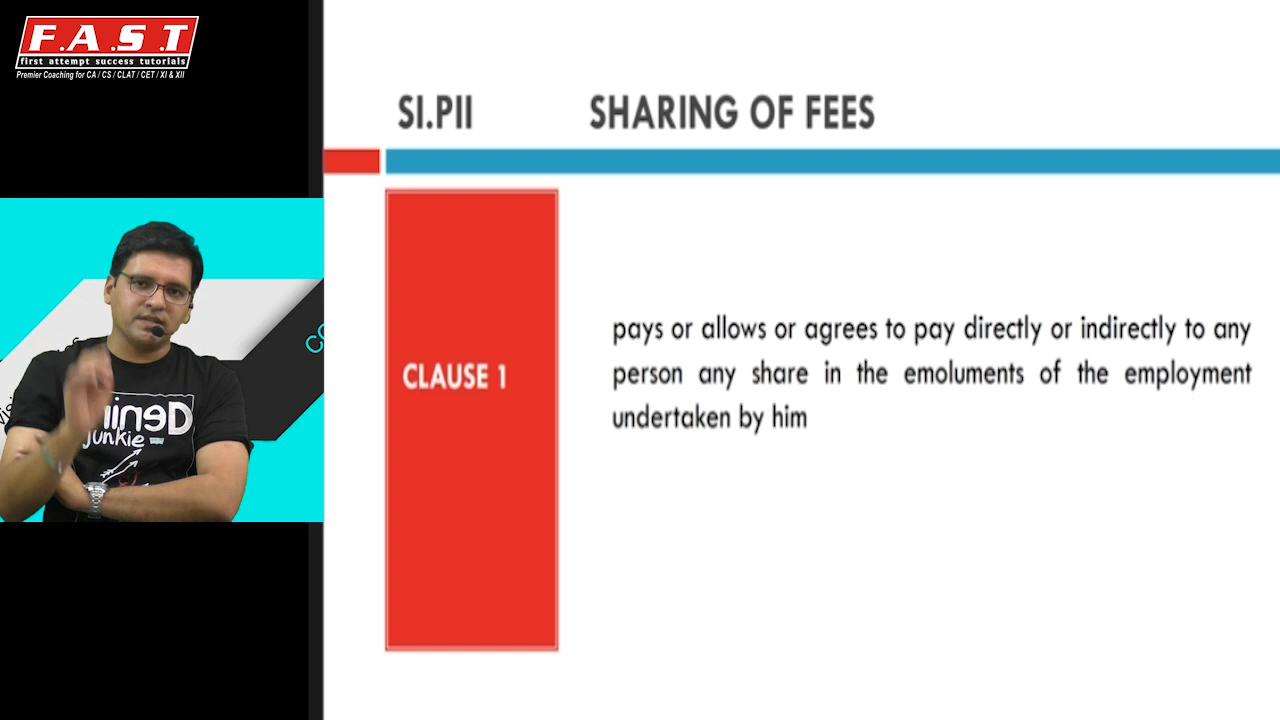 F.A.S.T
first attempt success tutorials
Premier Coaching for CA / CS / CLAT / CET / XI & XII
SI.PII SHARING OF FEES
CLAUSE 1
pays or allows or agrees to pay directly or indirectly to any
person any share in the emoluments of the employment
undertaken by him
junkie